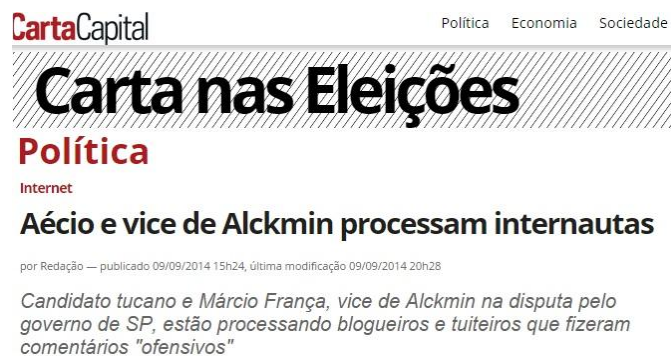 CartaCapital
Política Economia Sociedade
Carta nas Eleições
Política
Internet
Aécio e vice de Alckmin processam internautas
por Redação — publicado 09/09/2014 15h24, última modificação 09/09/2014 20h28
Candidato tucano e Márcio França, vice de Alckmin na disputa pelo
governo de SP, estão processando blogueiros e tuiteiros que fizeram
comentários "ofensivos"